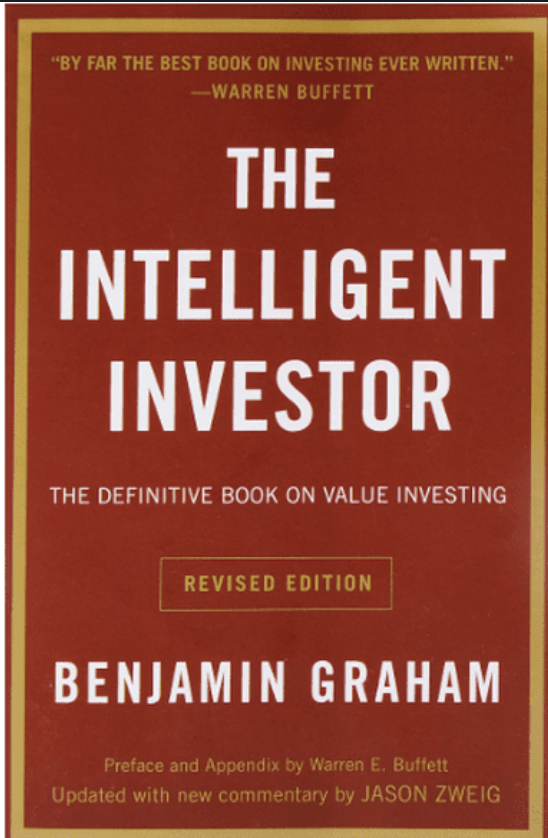 “BY FAR THE BEST BOOK ON INVESTING EVER WRITTEN.”
—WARREN BUFFETT
THE
INTELLIGENT
INVESTOR
THE DEFINITIVE BOOK ON VALUE INVESTING
REVISED EDITION
BENJAMIN GRAHAM
Preface and Appendix by Warren E. Buffett
Updated with new commentary by JASON ZWEIG